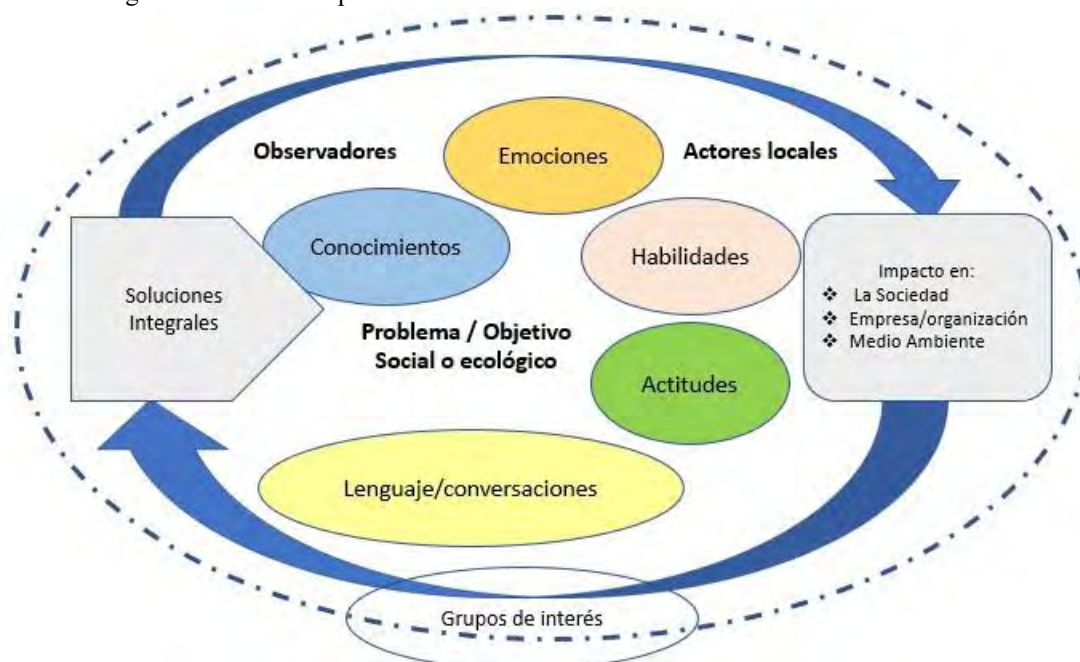 Observadores
Emociones
Actores locales
Conocimientos
Habilidades
Soluciones
Integrales
Impacto en:
❖ La Sociedad
❖ Empresa/organización
❖ Medio Ambiente
Problema / Objetivo
Social o ecológico
Actitudes
Lenguaje/conversaciones
Grupos de interés